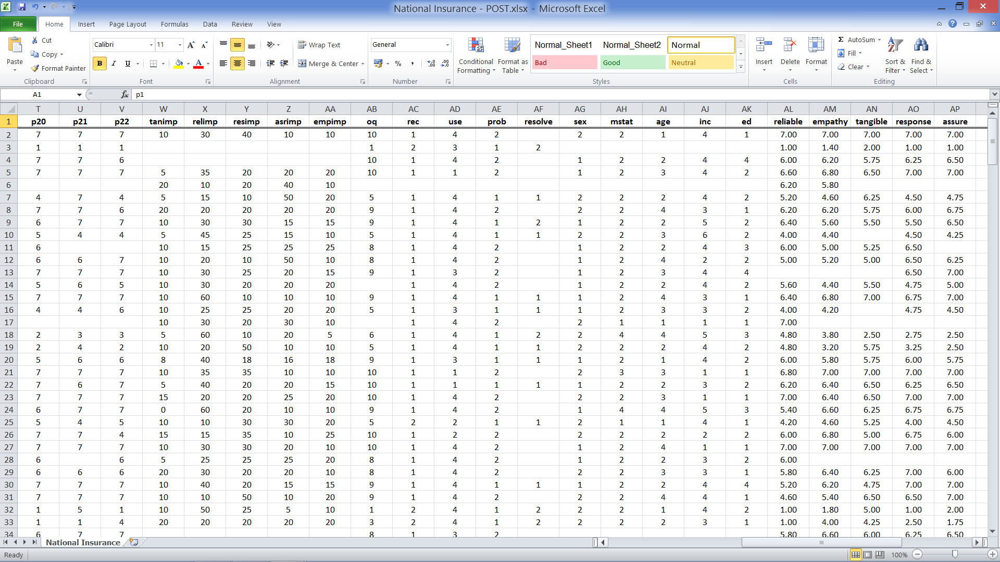 National Insurance - POST.xlsx - Microsoft Excel
File Home Insert Page Layout Formulas Data Review View
Paste Cut Copy Format Painter Clipboard
Calibri 11 A A B I U A Font
Wrap Text Merge & Center Alignment
General % , Number
Conditional Formatting Format as Table
Normal_Sheet1 Normal_Sheet2 Normal
Bad Good Neutral
Styles
Insert Delete Format Cells
Σ AutoSum Fill Clear Sort & Filter Find & Select Editing
A1 fx p1
T U V W X Y Z AA AB AC AD AE AF AG AH AI AJ AK AL AM AN AO AP
1 p20 p21 p22 tanimp relimp resimp asrimp empimp oq rec use prob resolve sex mstat age inc ed reliable empathy tangible response assure
2 7 7 7 10 30 40 10 10 10 1 4 2 2 2 1 4 1 7.00 7.00 7.00 7.00 7.00
3 1 1 1 1 2 3 1 2 1.00 1.40 2.00 1.00 1.00
4 7 7 6 10 1 4 2 1 2 2 4 4 6.00 6.20 5.75 6.25 6.50
5 7 7 7 5 35 20 20 20 10 1 1 2 1 2 3 4 2 6.60 6.80 6.50 7.00 7.00
6 20 10 20 40 10 6.20 5.80
7 4 7 4 5 15 10 50 20 5 1 4 1 1 2 2 2 4 2 5.20 4.60 6.25 4.50 4.75
8 7 7 6 20 20 20 20 20 9 1 4 2 2 2 4 3 1 6.20 6.20 5.75 6.00 6.75
9 6 7 7 10 30 30 15 15 9 1 4 1 2 1 2 2 5 2 6.40 5.60 5.50 5.50 6.50
10 5 4 4 5 45 25 15 10 5 1 4 1 1 2 2 3 6 2 4.00 4.40 4.50 4.25
11 6 10 15 25 25 25 8 1 4 2 1 2 2 4 3 6.00 5.00 5.25 6.50
12 6 6 7 10 20 10 50 10 8 1 4 2 1 2 4 2 2 5.00 5.20 5.00 6.50 6.25
13 7 7 7 10 30 25 20 15 9 1 3 2 1 2 3 4 4 6.50 7.00
14 5 6 5 10 30 20 20 20 1 4 2 1 2 2 4 2 5.60 4.40 5.50 4.75 5.00
15 7 7 7 10 60 10 10 10 9 1 4 1 1 1 2 4 3 1 6.40 6.80 7.00 6.75 7.00
16 4 4 6 10 25 25 20 20 5 1 3 1 1 1 2 3 3 2 4.00 4.20 4.75 4.50
17 10 30 20 30 10 1 4 2 2 1 1 1 1 7.00
18 2 3 3 5 60 10 20 5 6 1 4 1 2 2 4 4 5 3 4.80 3.80 2.50 2.75 2.50
19 2 4 2 10 20 50 10 10 5 1 4 1 1 2 2 2 4 2 4.80 3.20 5.75 3.25 2.50
20 5 6 6 8 40 18 16 18 9 1 3 1 1 1 2 1 4 2 6.00 5.80 5.75 6.00 5.75
21 7 7 7 10 35 35 10 10 10 1 1 2 2 3 3 1 1 6.80 7.00 7.00 7.00 7.00
22 7 6 7 5 40 20 20 15 10 1 1 1 1 1 2 2 3 2 6.20 6.40 6.50 6.25 6.50
23 7 7 7 15 20 20 25 20 10 1 4 2 2 2 3 1 1 7.00 6.40 6.50 7.00 7.00
24 6 7 7 0 60 20 10 10 9 1 4 2 1 4 4 5 3 5.40 6.60 6.25 6.75 6.75
25 5 4 5 10 10 30 30 20 5 2 2 1 1 2 1 1 4 1 4.20 4.60 5.25 4.00 4.50
26 7 7 4 15 15 35 10 25 10 1 2 2 2 2 2 2 2 6.00 6.80 5.00 6.75 6.00
27 7 7 7 10 30 30 20 10 10 1 4 2 1 2 4 1 1 7.00 7.00 7.00 7.00 7.00
28 6 6 5 25 25 25 20 8 1 4 2 1 2 2 3 2 6.00
29 6 6 6 20 30 20 20 10 8 1 4 2 2 2 3 3 1 5.80 6.40 6.25 7.00 6.00
30 7 7 7 10 40 20 15 15 9 1 4 1 1 1 2 2 4 4 5.20 6.20 4.75 7.00 7.00
31 7 7 7 10 10 50 10 20 9 1 4 2 2 2 4 4 1 4.60 5.40 6.50 6.50 7.00
32 1 5 1 10 50 25 5 10 1 2 4 1 2 2 2 1 4 2 1.00 1.80 5.00 1.00 2.00
33 1 1 4 20 20 20 20 20 3 2 4 1 2 2 2 2 3 1 1.00 4.00 4.25 2.50 1.75
34 6 7 7 8 1 3 2 5.80 6.60 6.00 6.25 6.50
National Insurance
Ready 100%